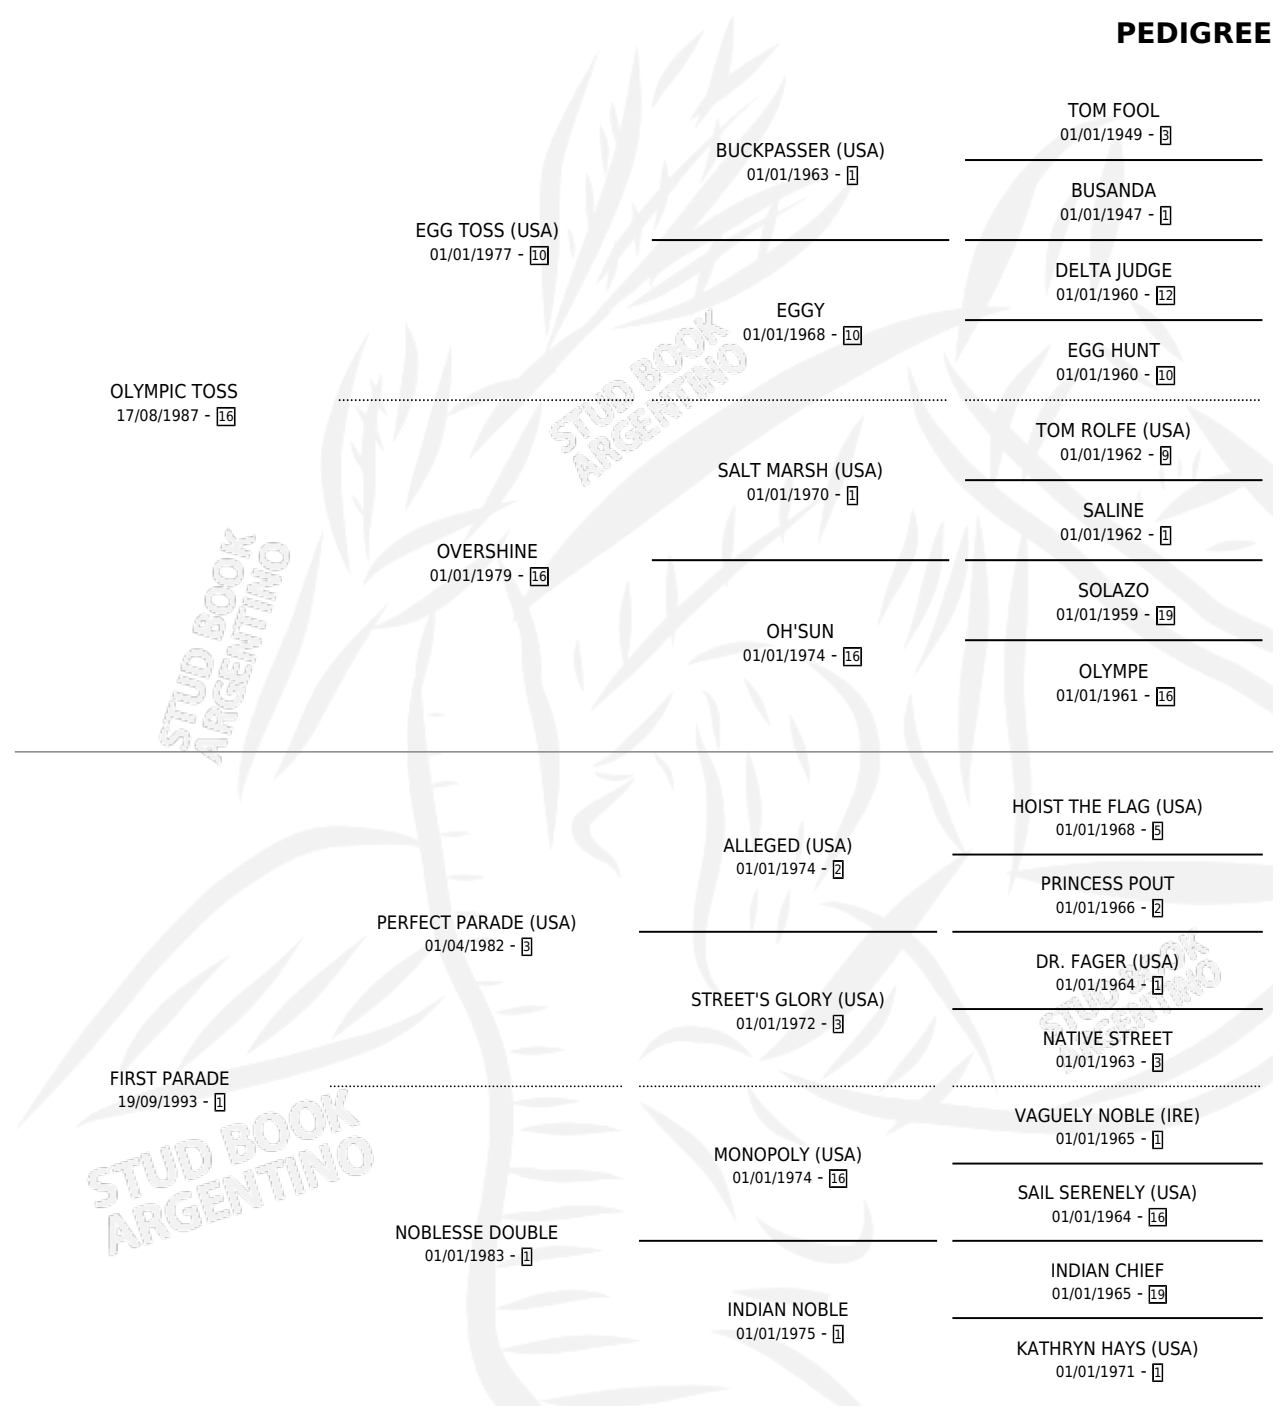 PEDIGREE
TOM FOOL
01/01/1949 - 3
BUCKPASSER (USA)
01/01/1963 - 1
BUSANDA
01/01/1947 - 1
EGG TOSS (USA)
01/01/1977 - 10
DELTA JUDGE
01/01/1960 - 12
EGGY
01/01/1968 - 10
EGG HUNT
01/01/1960 - 10
OLYMPIC TOSS
17/08/1987 - 16
TOM ROLFE (USA)
01/01/1962 - 9
SALT MARSH (USA)
01/01/1970 - 1
SALINE
01/01/1962 - 1
OVERSHINE
01/01/1979 - 16
SOLAZO
01/01/1959 - 19
OH'SUN
01/01/1974 - 16
OLYMPE
01/01/1961 - 16
HOIST THE FLAG (USA)
01/01/1968 - 5
ALLEGED (USA)
01/01/1974 - 2
PRINCESS POUT
01/01/1966 - 2
PERFECT PARADE (USA)
01/04/1982 - 3
DR. FAGER (USA)
01/01/1964 - 1
STREET'S GLORY (USA)
01/01/1972 - 3
NATIVE STREET
01/01/1963 - 3
FIRST PARADE
19/09/1993 - 1
VAGUELY NOBLE (IRE)
01/01/1965 - 1
MONOPOLY (USA)
01/01/1974 - 16
SAIL SERENELY (USA)
01/01/1964 - 16
NOBLESSE DOUBLE
01/01/1983 - 1
INDIAN CHIEF
01/01/1965 - 19
INDIAN NOBLE
01/01/1975 - 1
KATHRYN HAYS (USA)
01/01/1971 - 1
STUD BOOK
ARGENTINO
STUD BOOK
ARGENTINO
STUD BOOK
ARGENTINO
STUD BOOK
ARGENTINO